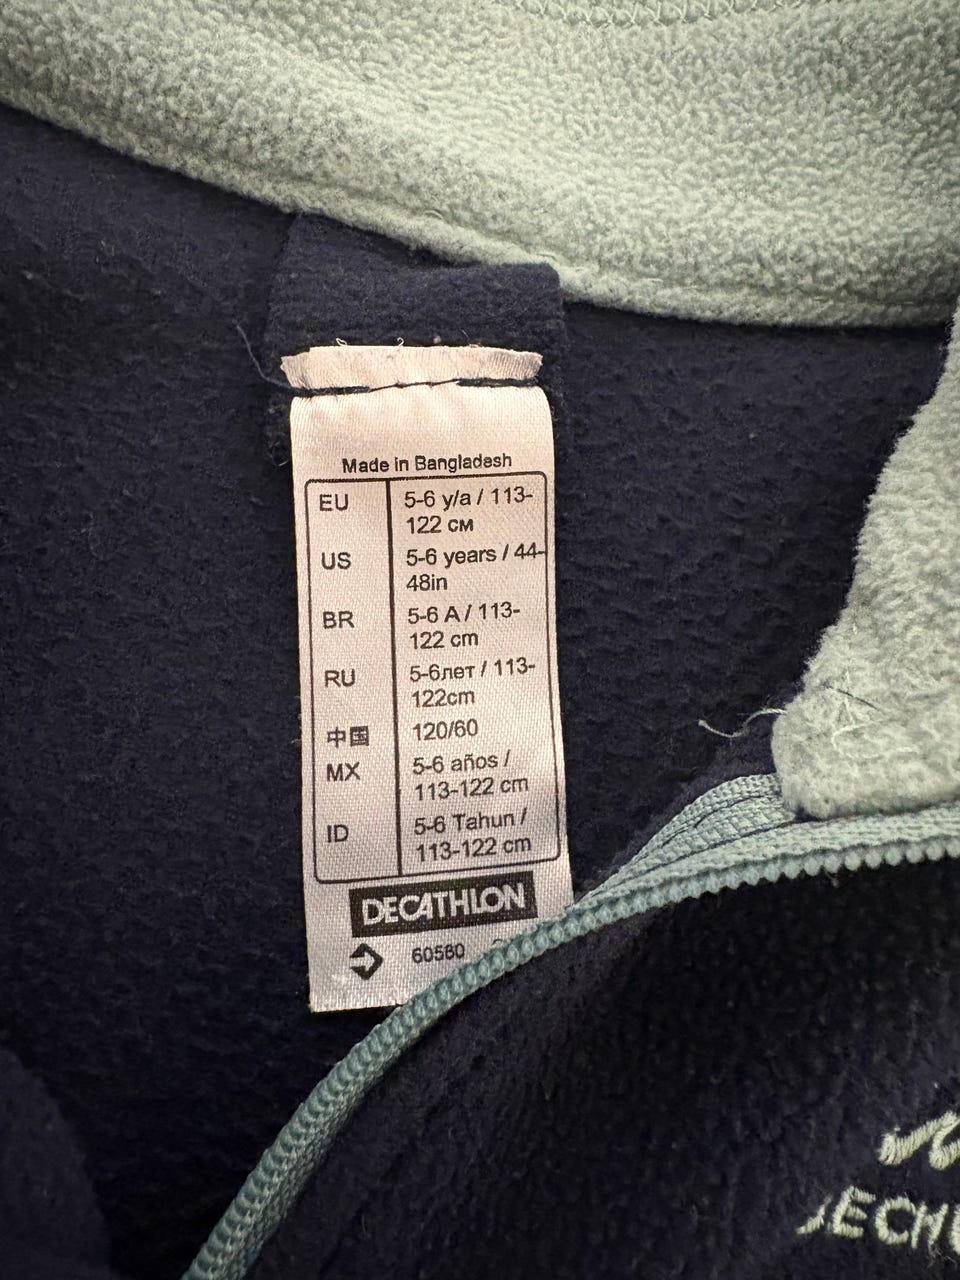 Made in Bangladesh
EU 5-6 y/a / 113-
122 см
US 5-6 years / 44-
48in
BR 5-6 A / 113-
122 cm
RU 5-6лет / 113-
122cm
中国 120/60
MX 5-6 años /
113-122 cm
ID 5-6 Tahun /
113-122 cm
DECATHLON
60580